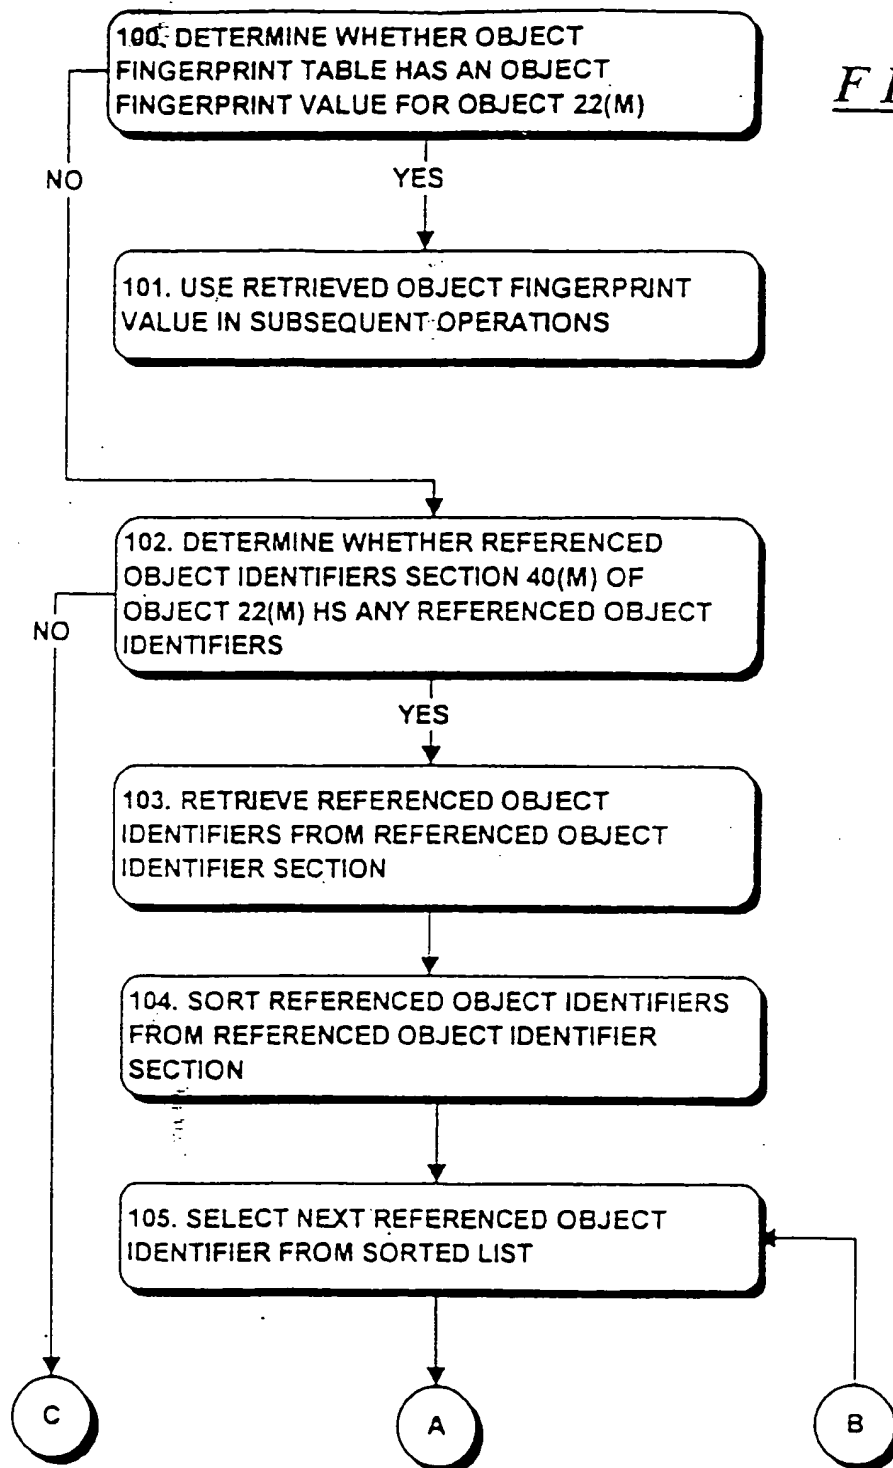 100. DETERMINE WHETHER OBJECT
FINGERPRINT TABLE HAS AN OBJECT
FINGERPRINT VALUE FOR OBJECT 22(M)
F I
NO
YES
101. USE RETRIEVED OBJECT FINGERPRINT
VALUE IN SUBSEQUENT OPERATIONS
102. DETERMINE WHETHER REFERENCED
OBJECT IDENTIFIERS SECTION 40(M) OF
OBJECT 22(M) HS ANY REFERENCED OBJECT
IDENTIFIERS
NO
YES
103. RETRIEVE REFERENCED OBJECT
IDENTIFIERS FROM REFERENCED OBJECT
IDENTIFIER SECTION
104. SORT REFERENCED OBJECT IDENTIFIERS
FROM REFERENCED OBJECT IDENTIFIER
SECTION
105. SELECT NEXT REFERENCED OBJECT
IDENTIFIER FROM SORTED LIST
C
A
B